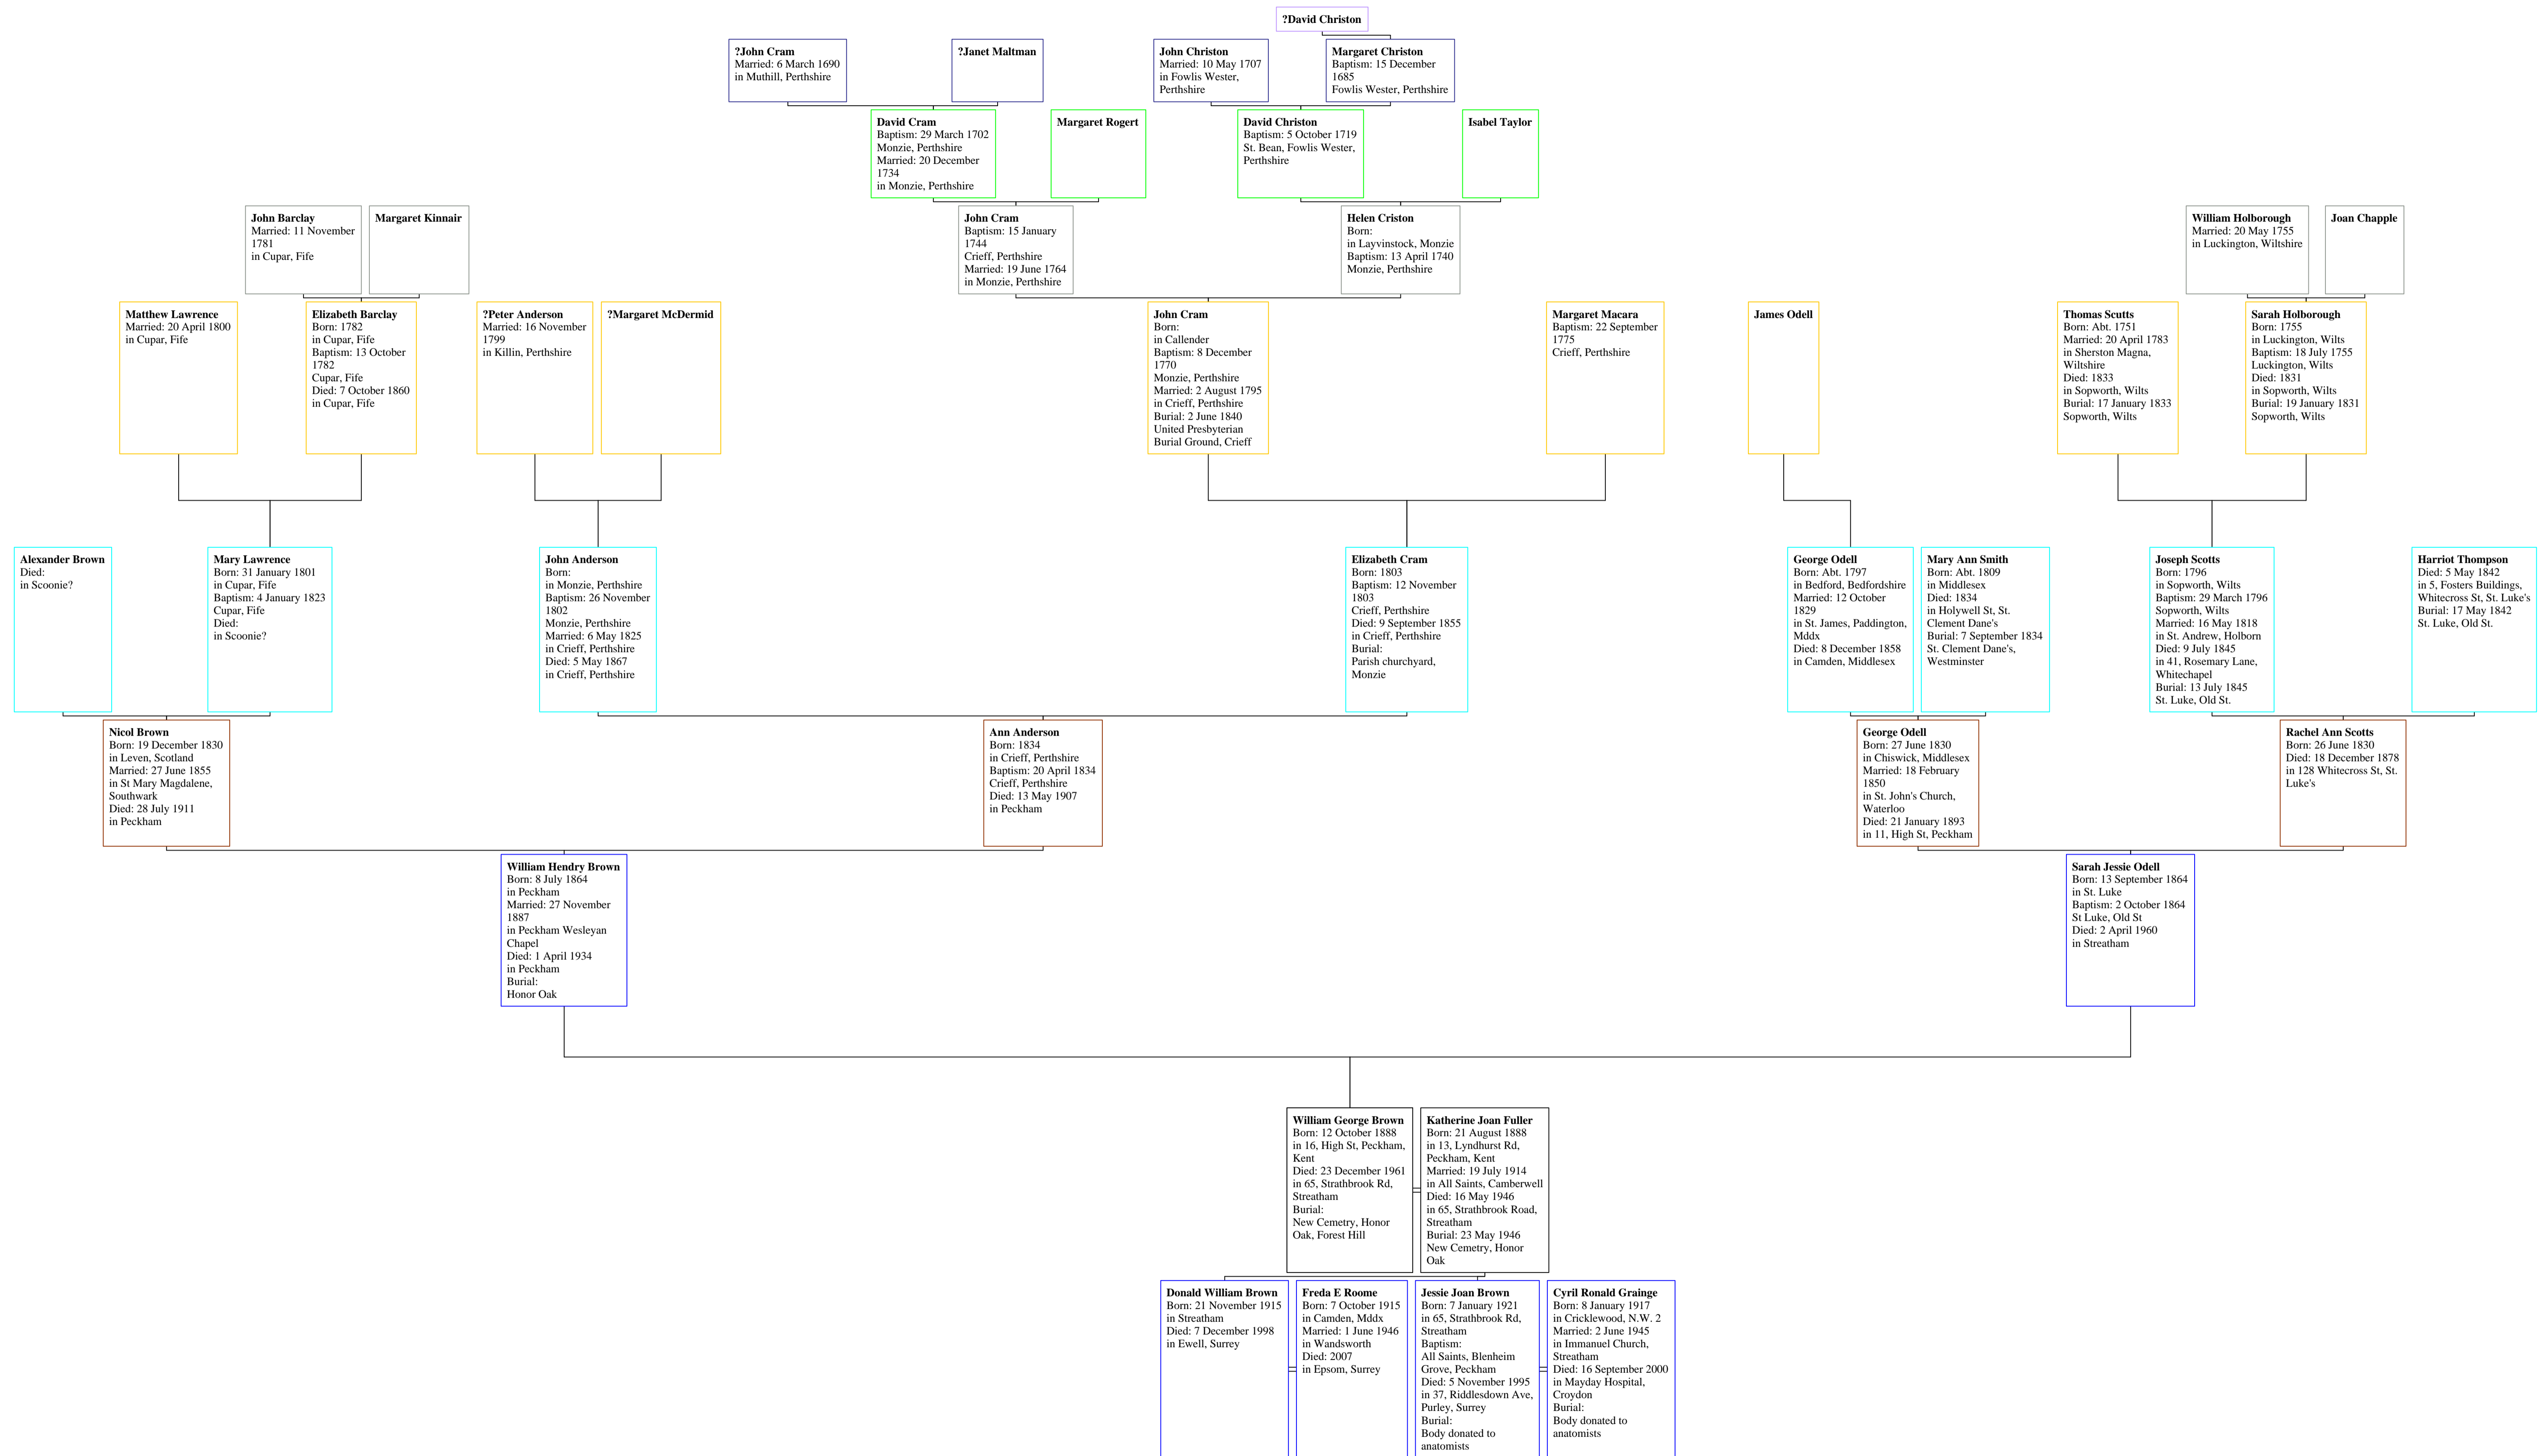 ?David Christon
?John Cram
Married: 6 March 1690
in Muthill, Perthshire
?Janet Maltman
John Christon
Married: 10 May 1707
in Fowlis Wester,
Perthshire
Margaret Christon
Baptism: 15 December
1685
Fowlis Wester, Perthshire
David Cram
Baptism: 29 March 1702
Monzie, Perthshire
Married: 20 December
1734
in Monzie, Perthshire
Margaret Rogert
David Christon
Baptism: 5 October 1719
St. Bean, Fowlis Wester,
Perthshire
Isabel Taylor
John Barclay
Married: 11 November
1781
in Cupar, Fife
Margaret Kinnair
John Cram
Baptism: 15 January
1744
Crieff, Perthshire
Married: 19 June 1764
in Monzie, Perthshire
Helen Criston
Born:
in Layvinstock, Monzie
Baptism: 13 April 1740
Monzie, Perthshire
William Holborough
Married: 20 May 1755
in Luckington, Wiltshire
Joan Chapple
Matthew Lawrence
Married: 20 April 1800
in Cupar, Fife
Elizabeth Barclay
Born: 1782
in Cupar, Fife
Baptism: 13 October
1782
Cupar, Fife
Died: 7 October 1860
in Cupar, Fife
?Peter Anderson
Married: 16 November
1799
in Killin, Perthshire
?Margaret McDermid
John Cram
Born:
in Callender
Baptism: 8 December
1770
Monzie, Perthshire
Married: 2 August 1795
in Crieff, Perthshire
Burial: 2 June 1840
United Presbyterian
Burial Ground, Crieff
Margaret Macara
Baptism: 22 September
1775
Crieff, Perthshire
James Odell
Thomas Scutts
Born: Abt. 1751
Married: 20 April 1783
in Sherston Magna,
Wiltshire
Died: 1833
in Sopworth, Wilts
Burial: 17 January 1833
Sopworth, Wilts
Sarah Holborough
Born: 1755
in Luckington, Wilts
Baptism: 18 July 1755
Luckington, Wilts
Died: 1831
in Sopworth, Wilts
Burial: 19 January 1831
Sopworth, Wilts
Alexander Brown
Died:
in Scoonie?
Mary Lawrence
Born: 31 January 1801
in Cupar, Fife
Baptism: 4 January 1823
Cupar, Fife
Died:
in Scoonie?
John Anderson
Born:
in Monzie, Perthshire
Baptism: 26 November
1802
Monzie, Perthshire
Married: 6 May 1825
in Crieff, Perthshire
Died: 5 May 1867
in Crieff, Perthshire
Elizabeth Cram
Born: 1803
Baptism: 12 November
1803
Crieff, Perthshire
Died: 9 September 1855
in Crieff, Perthshire
Burial:
Parish churchyard,
Monzie
George Odell
Born: Abt. 1797
in Bedford, Bedfordshire
Married: 12 October
1829
in St. James, Paddington,
Mddx
Died: 8 December 1858
in Camden, Middlesex
Mary Ann Smith
Born: Abt. 1809
in Middlesex
Died: 1834
in Holywell St, St.
Clement Dane's
Burial: 7 September 1834
St. Clement Dane's,
Westminster
Joseph Scotts
Born: 1796
in Sopworth, Wilts
Baptism: 29 March 1796
Sopworth, Wilts
Married: 16 May 1818
in St. Andrew, Holborn
Died: 9 July 1845
in 41, Rosemary Lane,
Whitechapel
Burial: 13 July 1845
St. Luke, Old St.
Harriot Thompson
Died: 5 May 1842
in 5, Fosters Buildings,
Whitecross St, St. Luke's
Burial: 17 May 1842
St. Luke, Old St.
Nicol Brown
Born: 19 December 1830
in Leven, Scotland
Married: 27 June 1855
in St Mary Magdalene,
Southwark
Died: 28 July 1911
in Peckham
Ann Anderson
Born: 1834
in Crieff, Perthshire
Baptism: 20 April 1834
Crieff, Perthshire
Died: 13 May 1907
in Peckham
George Odell
Born: 27 June 1830
in Chiswick, Middlesex
Married: 18 February
1850
in St. John's Church,
Waterloo
Died: 21 January 1893
in 11, High St, Peckham
Rachel Ann Scotts
Born: 26 June 1830
Died: 18 December 1878
in 128 Whitecross St, St.
Luke's
William Hendry Brown
Born: 8 July 1864
in Peckham
Married: 27 November
1887
in Peckham Wesleyan
Chapel
Died: 1 April 1934
in Peckham
Burial:
Honor Oak
Sarah Jessie Odell
Born: 13 September 1864
in St. Luke
Baptism: 2 October 1864
St Luke, Old St
Died: 2 April 1960
in Streatham
William George Brown
Born: 12 October 1888
in 16, High St, Peckham,
Kent
Died: 23 December 1961
in 65, Strathbrook Rd,
Streatham
Burial:
New Cemetry, Honor
Oak, Forest Hill
Katherine Joan Fuller
Born: 21 August 1888
in 13, Lyndhurst Rd,
Peckham, Kent
Married: 19 July 1914
in All Saints, Camberwell
Died: 16 May 1946
in 65, Strathbrook Road,
Streatham
Burial: 23 May 1946
New Cemetry, Honor
Oak
Donald William Brown
Born: 21 November 1915
in Streatham
Died: 7 December 1998
in Ewell, Surrey
Freda E Roome
Born: 7 October 1915
in Camden, Mddx
Married: 1 June 1946
in Wandsworth
Died: 2007
in Epsom, Surrey
Jessie Joan Brown
Born: 7 January 1921
in 65, Strathbrook Rd,
Streatham
Baptism:
All Saints, Blenheim
Grove, Peckham
Died: 5 November 1995
in 37, Riddlesdown Ave,
Purley, Surrey
Burial:
Body donated to
anatomists
Cyril Ronald Grainge
Born: 8 January 1917
in Cricklewood, N.W. 2
Married: 2 June 1945
in Immanuel Church,
Streatham
Died: 16 September 2000
in Mayday Hospital,
Croydon
Burial:
Body donated to
anatomists